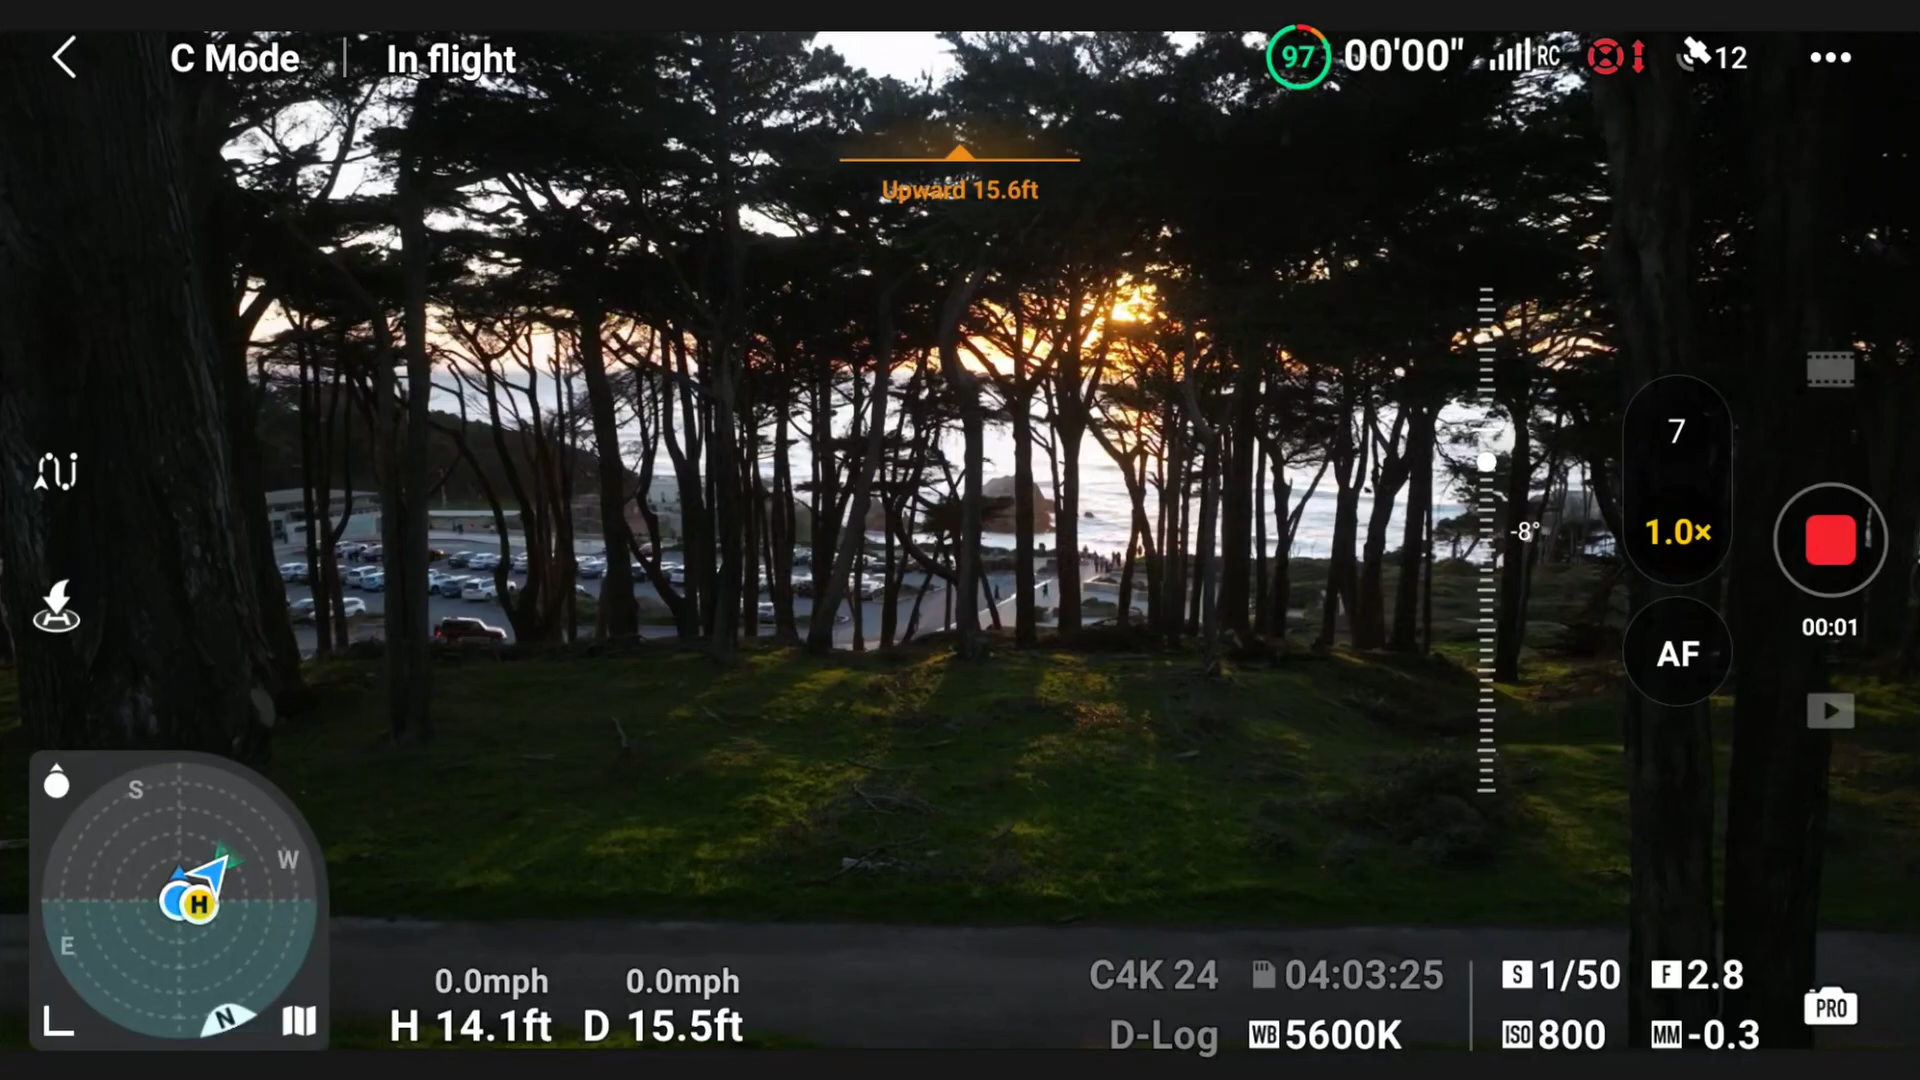 C Mode | In flight
97 00'00" RC 12
Upward 15.6ft
7
-8°
1.0×
00:01
AF
S
W
H
E
N
0.0mph 0.0mph
H 14.1ft D 15.5ft
C4K 24 04:03:25
D-Log WB 5600K
S 1/50 F 2.8
ISO 800 MM -0.3
PRO